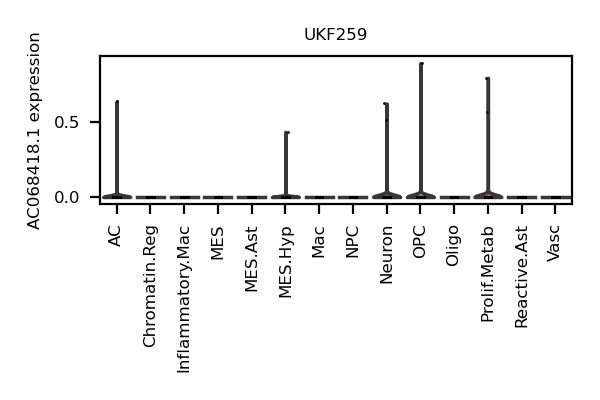 UKF259
AC068418.1 expression
0.5
0.0
AC
Chromatin.Reg
Inflammatory.Mac
MES
MES.Ast
MES.Hyp
Mac
NPC
Neuron
OPC
Oligo
Prolif.Metab
Reactive.Ast
Vasc